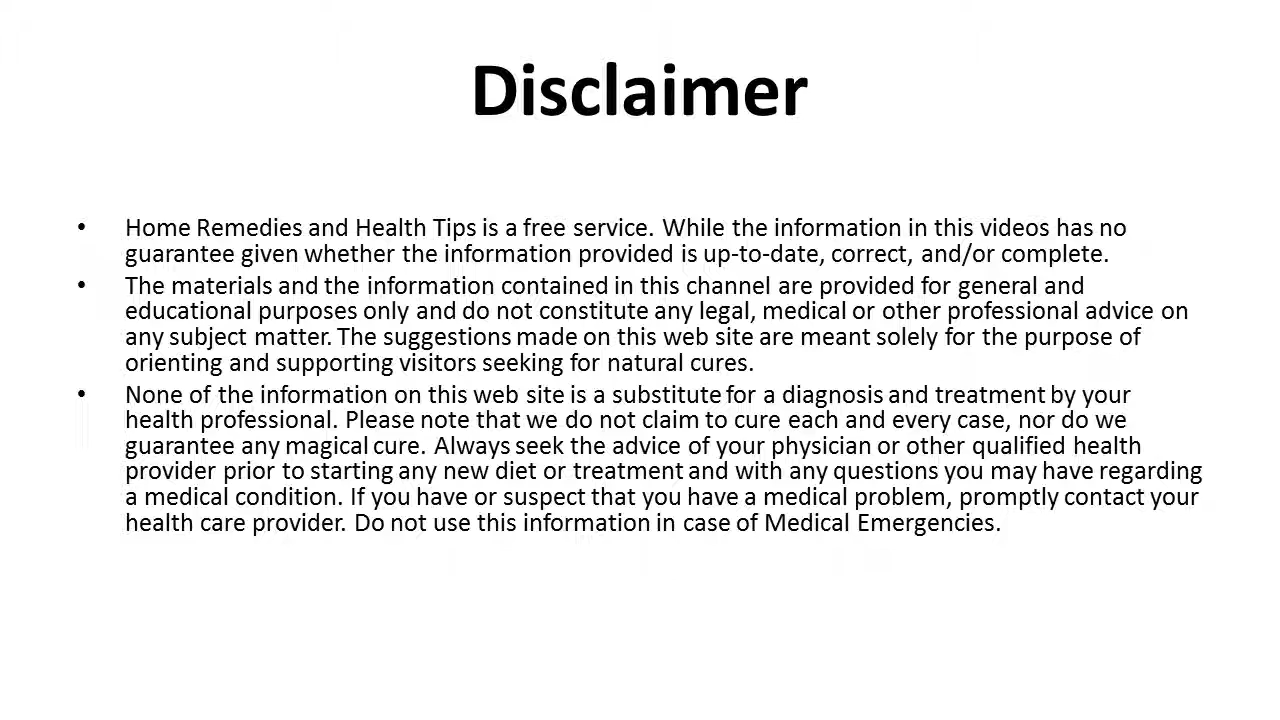 Disclaimer
• Home Remedies and Health Tips is a free service. While the information in this videos has no
guarantee given whether the information provided is up-to-date, correct, and/or complete.
• The materials and the information contained in this channel are provided for general and
educational purposes only and do not constitute any legal, medical or other professional advice on
any subject matter. The suggestions made on this web site are meant solely for the purpose of
orienting and supporting visitors seeking for natural cures.
• None of the information on this web site is a substitute for a diagnosis and treatment by your
health professional. Please note that we do not claim to cure each and every case, nor do we
guarantee any magical cure. Always seek the advice of your physician or other qualified health
provider prior to starting any new diet or treatment and with any questions you may have regarding
a medical condition. If you have or suspect that you have a medical problem, promptly contact your
health care provider. Do not use this information in case of Medical Emergencies.